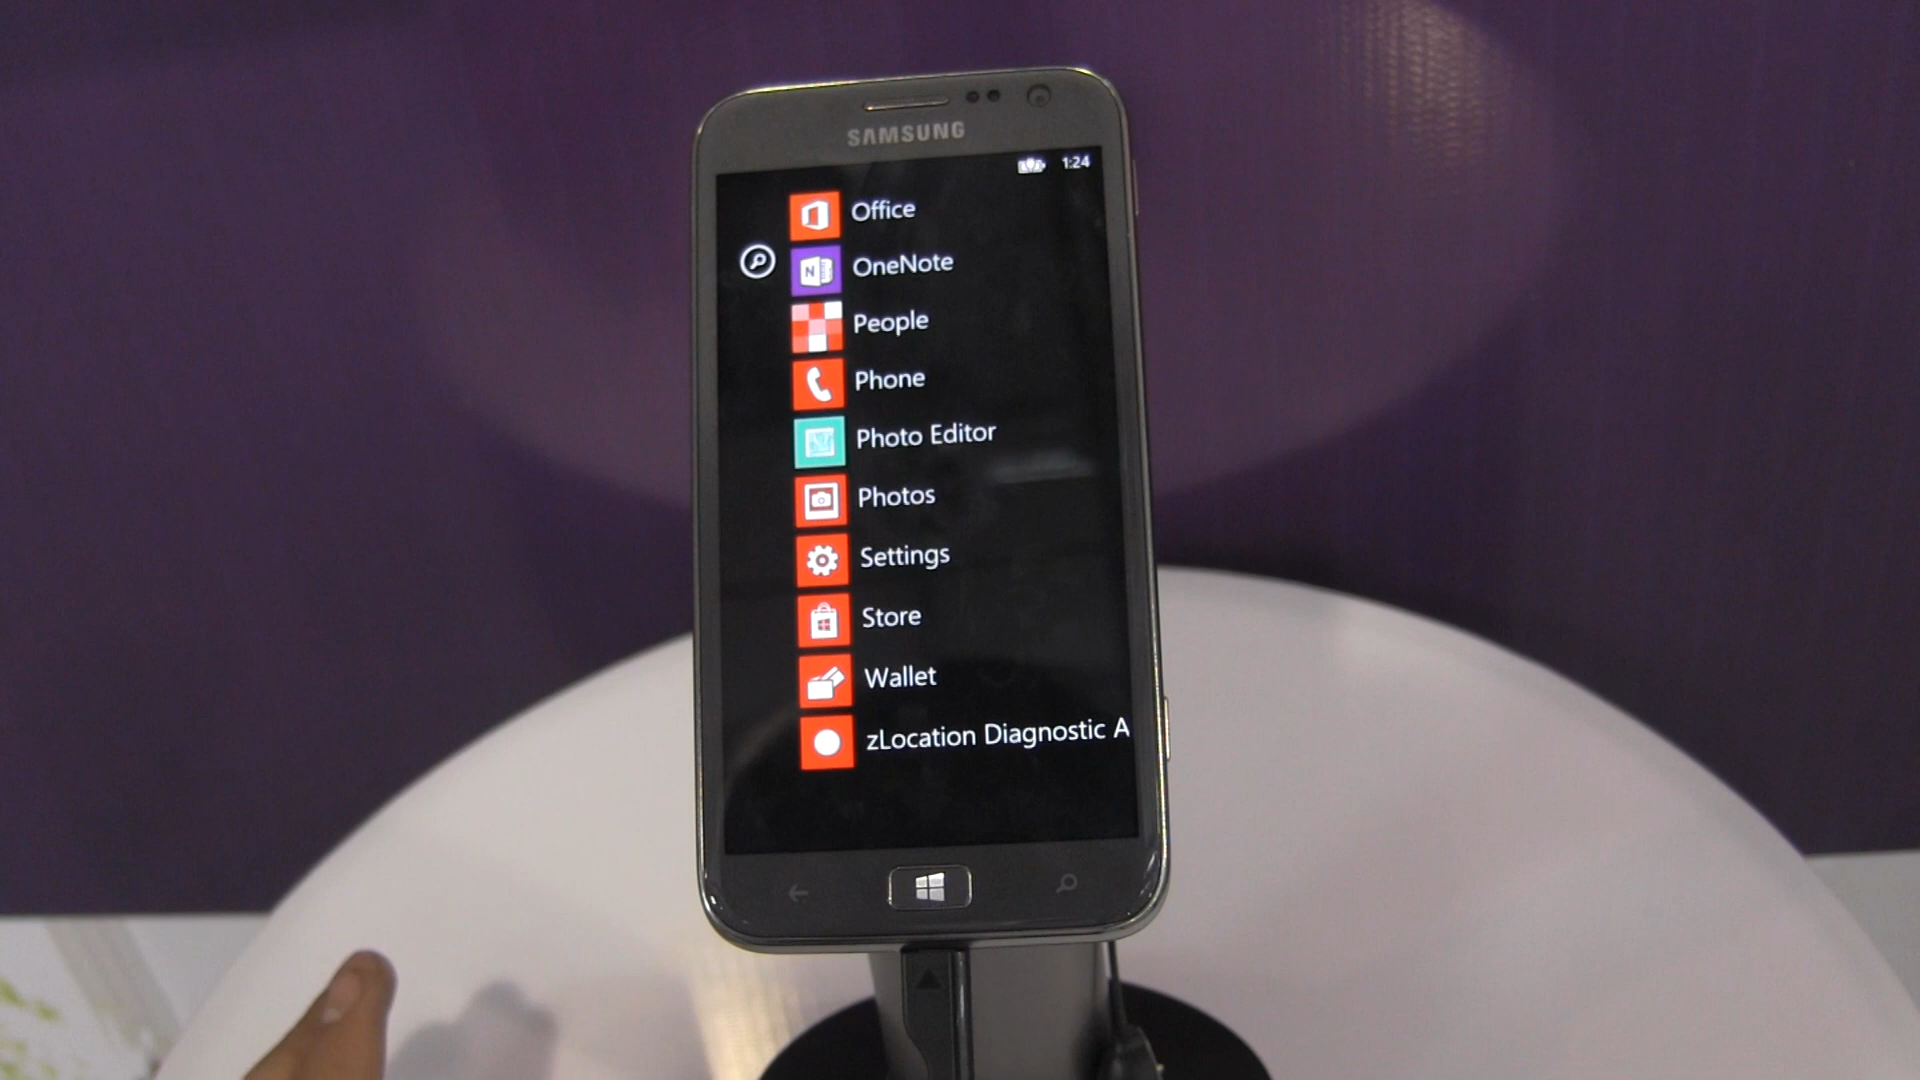 SAMSUNG
1:24
Office
OneNote
People
Phone
Photo Editor
Photos
Settings
Store
Wallet
zLocation Diagnostic A